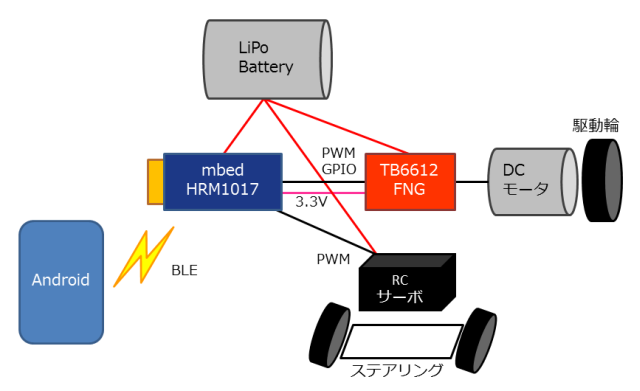 LiPo
Battery
駆動輪
PWM
GPIO
mbed
HRM1017
TB6612
FNG
DC
モータ
3.3V
Android
BLE
PWM
RC
サーボ
ステアリング